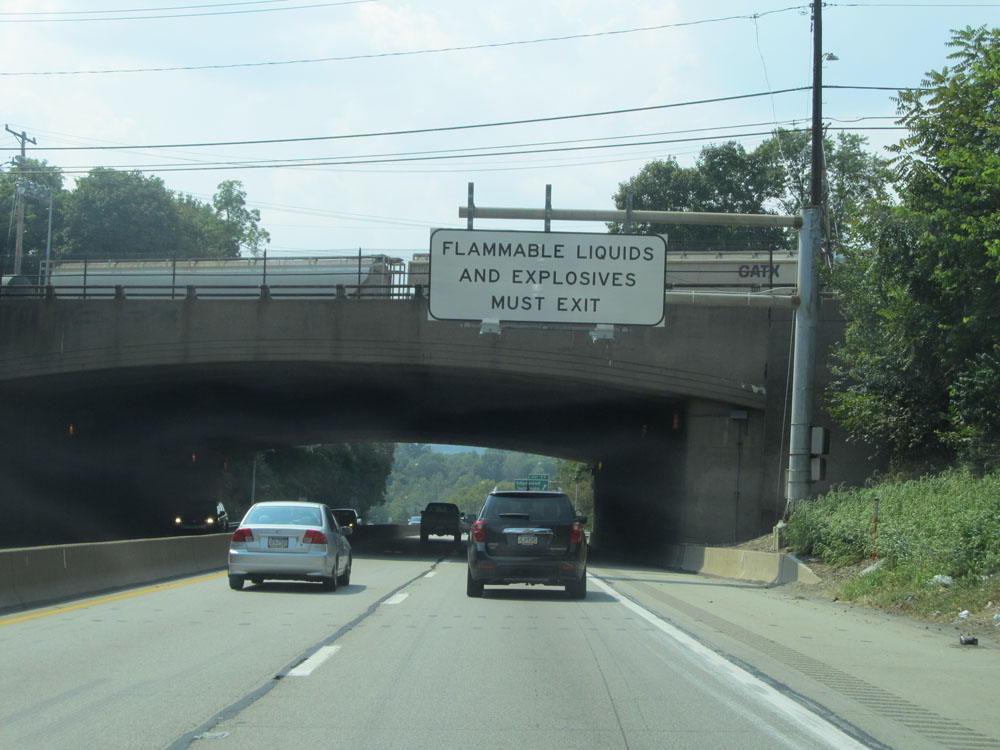 FLAMMABLE LIQUIDS
AND EXPLOSIVES
MUST EXIT
GATX